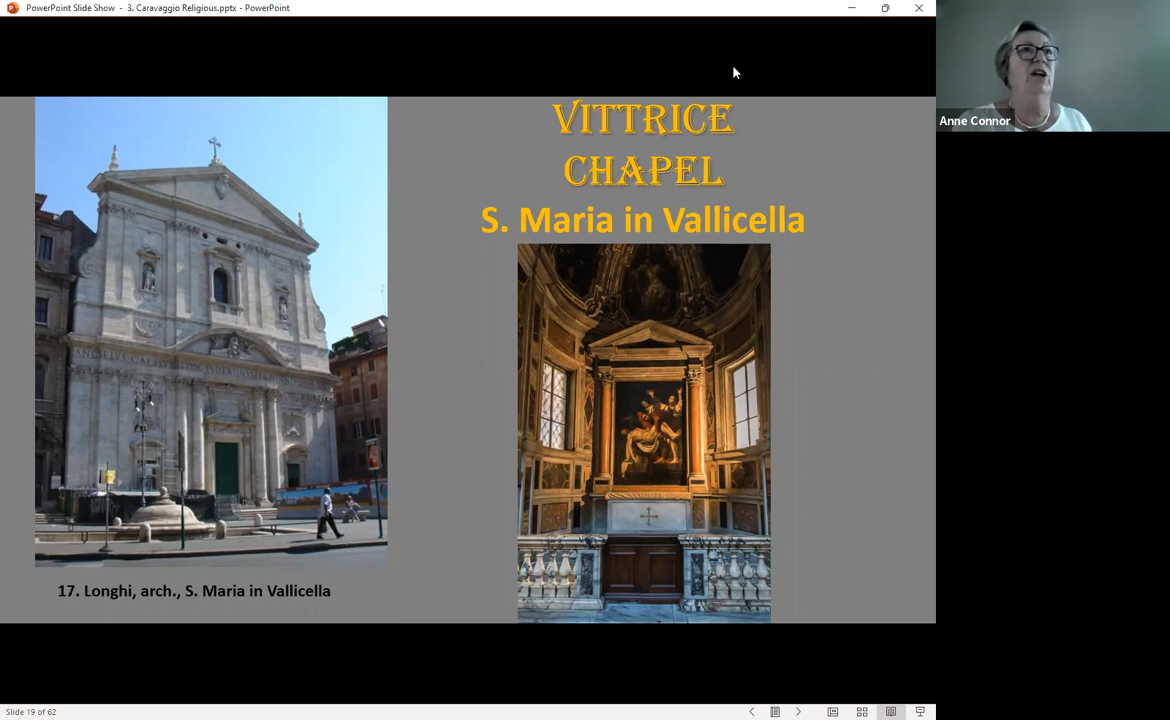 PowerPoint Slide Show - 3. Caravaggio Religious.pptx - PowerPoint
VITTRICE
CHAPEL
S. Maria in Vallicella
Anne Connor
17. Longhi, arch., S. Maria in Vallicella
Slide 19 of 62